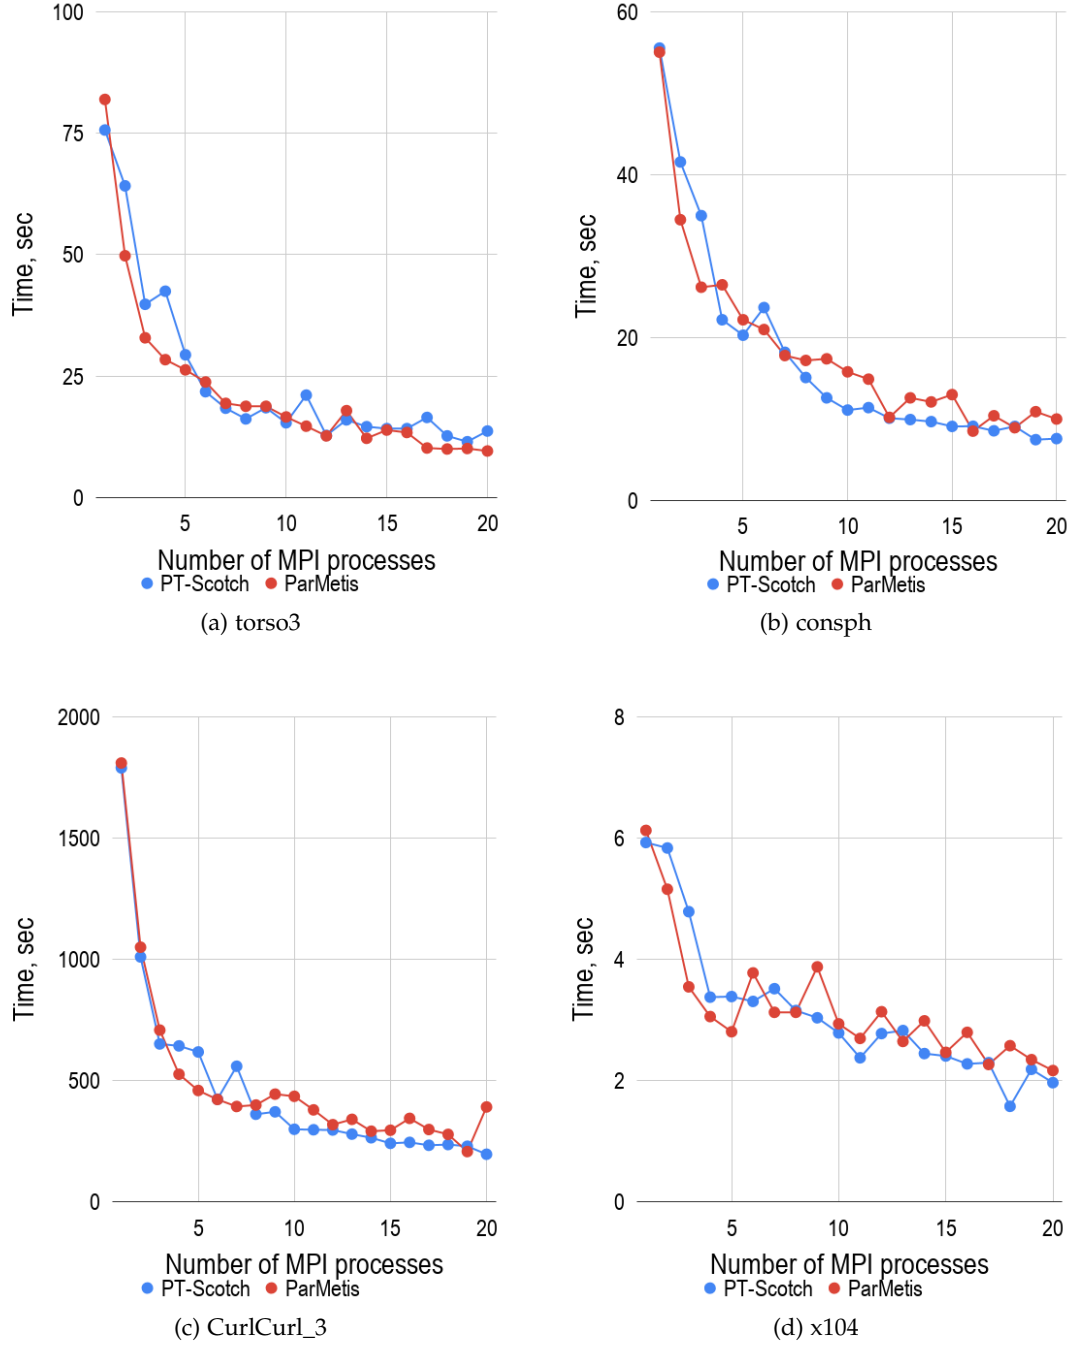 100
75
50
25
0
Time, sec
5 10 15 20
Number of MPI processes
PT-Scotch ParMetis
(a) torso3
60
40
20
0
Time, sec
5 10 15 20
Number of MPI processes
PT-Scotch ParMetis
(b) consph
2000
1500
1000
500
0
Time, sec
5 10 15 20
Number of MPI processes
PT-Scotch ParMetis
(c) CurlCurl_3
8
6
4
2
0
Time, sec
5 10 15 20
Number of MPI processes
PT-Scotch ParMetis
(d) x104